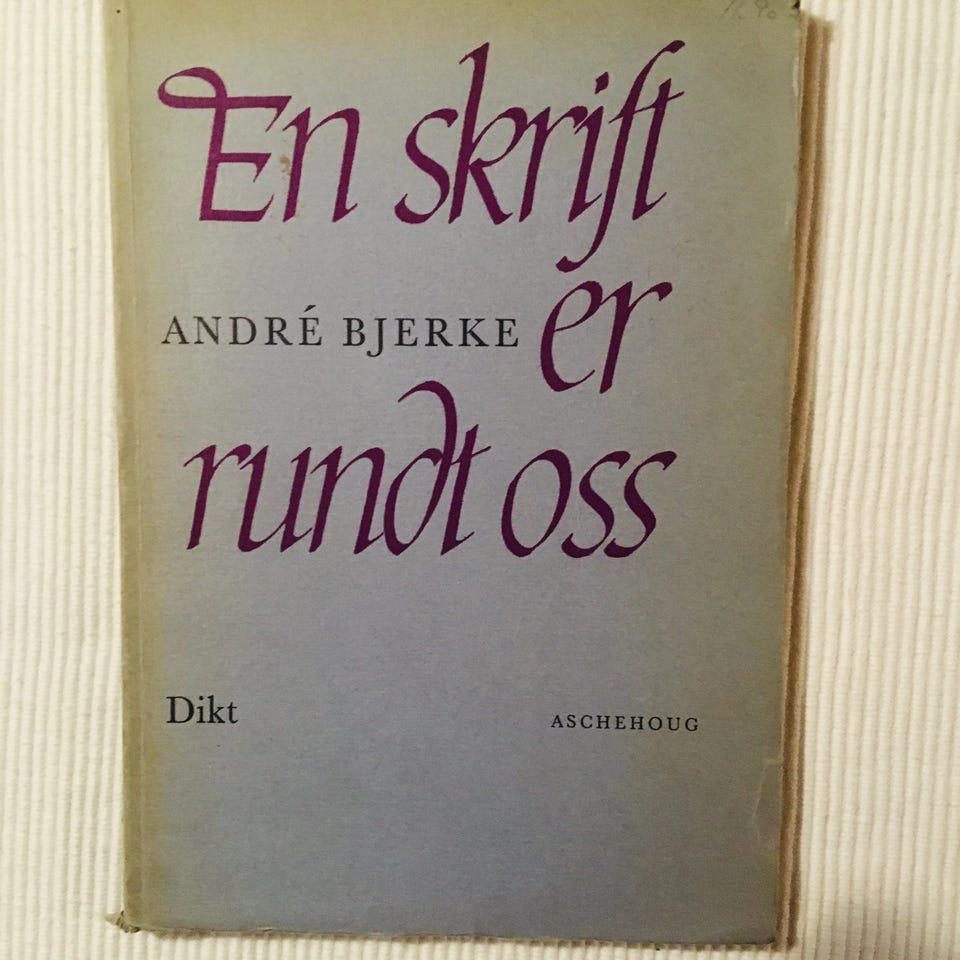 En skrift
er
ANDRÉ BJERKE
rundt oss
Dikt
ASCHEHOUG